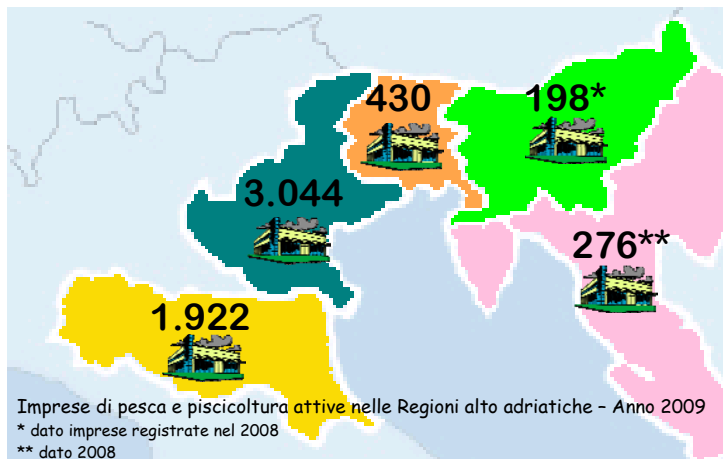 430
198*
3.044
276**
1.922
Imprese di pesca e piscicoltura attive nelle Regioni alto adriatiche – Anno 2009
* dato imprese registrate nel 2008
** dato 2008